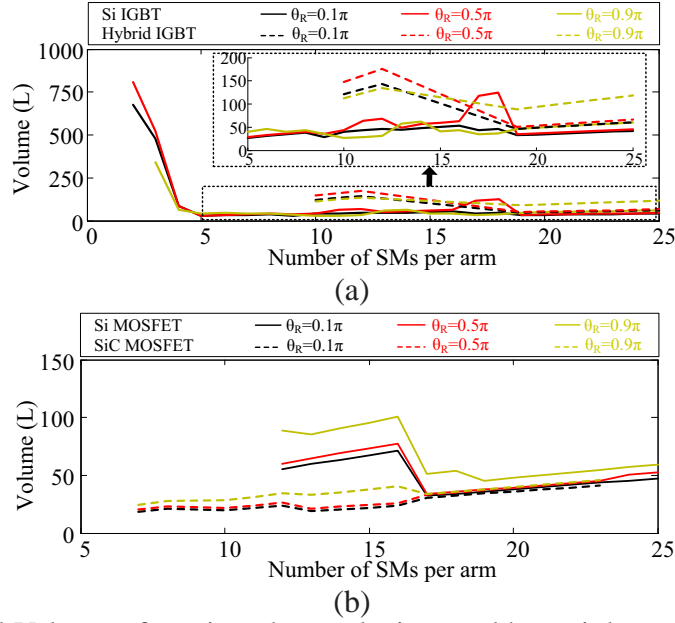 Si IGBT θR=0.1π θR=0.5π θR=0.9π
Hybrid IGBT θR=0.1π θR=0.5π θR=0.9π
1000
750
500
250
0
Volume (L)
200
150
100
50
0
5 10 15 20 25
0 5 10 15 20 25
Number of SMs per arm
(a)
Si MOSFET θR=0.1π θR=0.5π θR=0.9π
SiC MOSFET θR=0.1π θR=0.5π θR=0.9π
150
100
50
0
Volume (L)
5 10 15 20 25
Number of SMs per arm
(b)